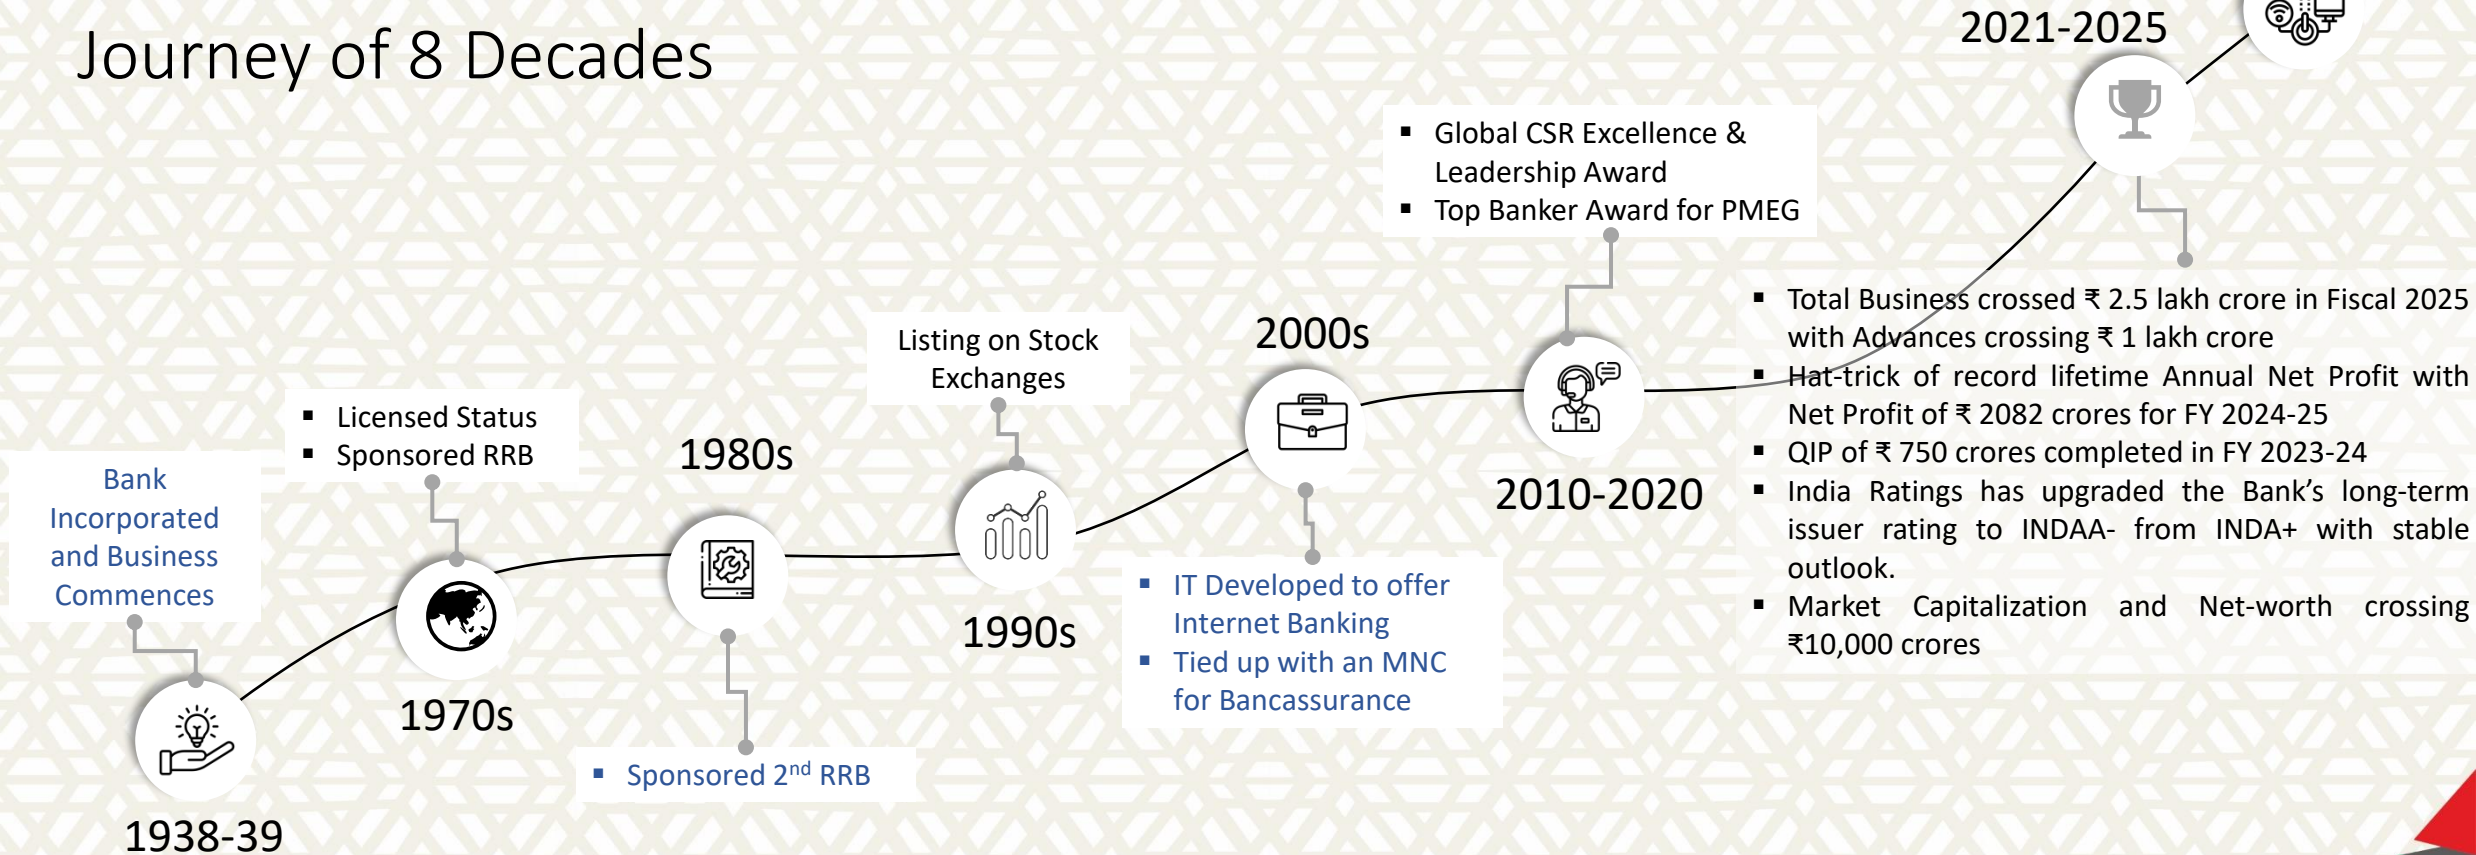 Journey of 8 Decades
1938-39
Bank
Incorporated
and Business
Commences
1970s
▪ Licensed Status
▪ Sponsored RRB
1980s
▪ Sponsored 2nd RRB
1990s
Listing on Stock
Exchanges
2000s
▪ IT Developed to offer
Internet Banking
▪ Tied up with an MNC
for Bancassurance
2010-2020
▪ Global CSR Excellence &
Leadership Award
▪ Top Banker Award for PMEG
2021-2025
▪ Total Business crossed ₹ 2.5 lakh crore in Fiscal 2025
with Advances crossing ₹ 1 lakh crore
▪ Hat-trick of record lifetime Annual Net Profit with
Net Profit of ₹ 2082 crores for FY 2024-25
▪ QIP of ₹ 750 crores completed in FY 2023-24
▪ India Ratings has upgraded the Bank’s long-term
issuer rating to INDAA- from INDA+ with stable
outlook.
▪ Market Capitalization and Net-worth crossing
₹10,000 crores